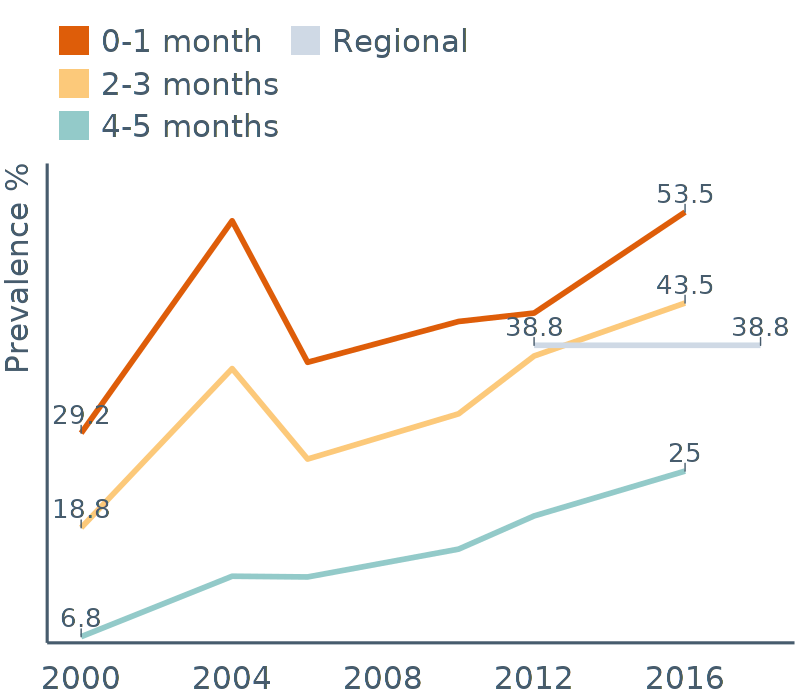 0-1 month
Regional
2-3 months
4-5 months
Prevalence %
53.5
43.5
38.8
38.8
29.2
25
18.8
6.8
2000
2004
2008
2012
2016